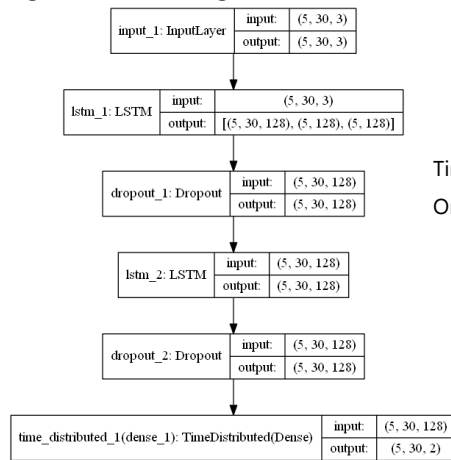 input_1: InputLayer
input: (5, 30, 3)
output: (5, 30, 3)
lstm_1: LSTM
input: (5, 30, 3)
output: [(5, 30, 128), (5, 128), (5, 128)]
dropout_1: Dropout
input: (5, 30, 128)
output: (5, 30, 128)
lstm_2: LSTM
input: (5, 30, 128)
output: (5, 30, 128)
dropout_2: Dropout
input: (5, 30, 128)
output: (5, 30, 128)
time_distributed_1(dense_1): TimeDistributed(Dense)
input: (5, 30, 128)
output: (5, 30, 2)